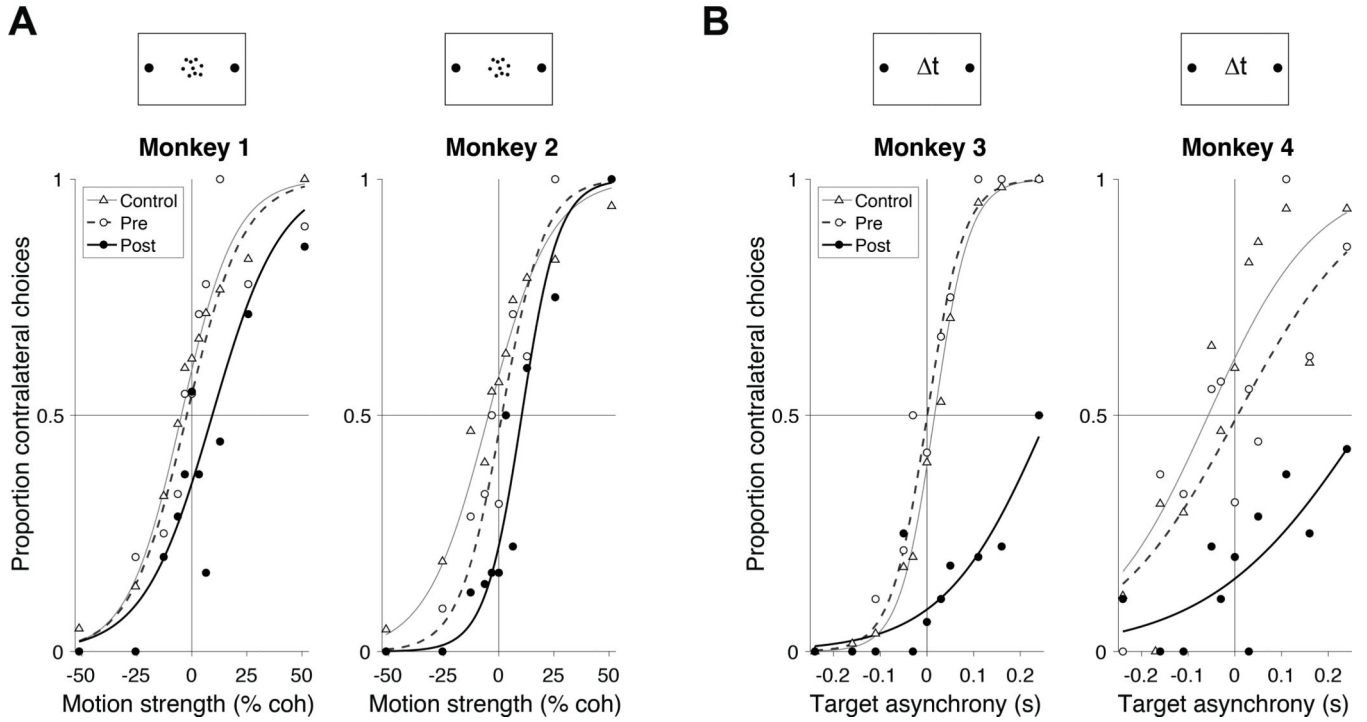 A
B
Δt
Δt
Monkey 1
Monkey 2
Monkey 3
Monkey 4
Proportion contralateral choices
1
0.5
0
Control
Pre
Post
-50
-25
0
25
50
Motion strength (% coh)
1
0.5
0
-50
-25
0
25
50
Motion strength (% coh)
Proportion contralateral choices
1
0.5
0
Control
Pre
Post
-0.2
-0.1
0
0.1
0.2
Target asynchrony (s)
1
0.5
0
-0.2
-0.1
0
0.1
0.2
Target asynchrony (s)